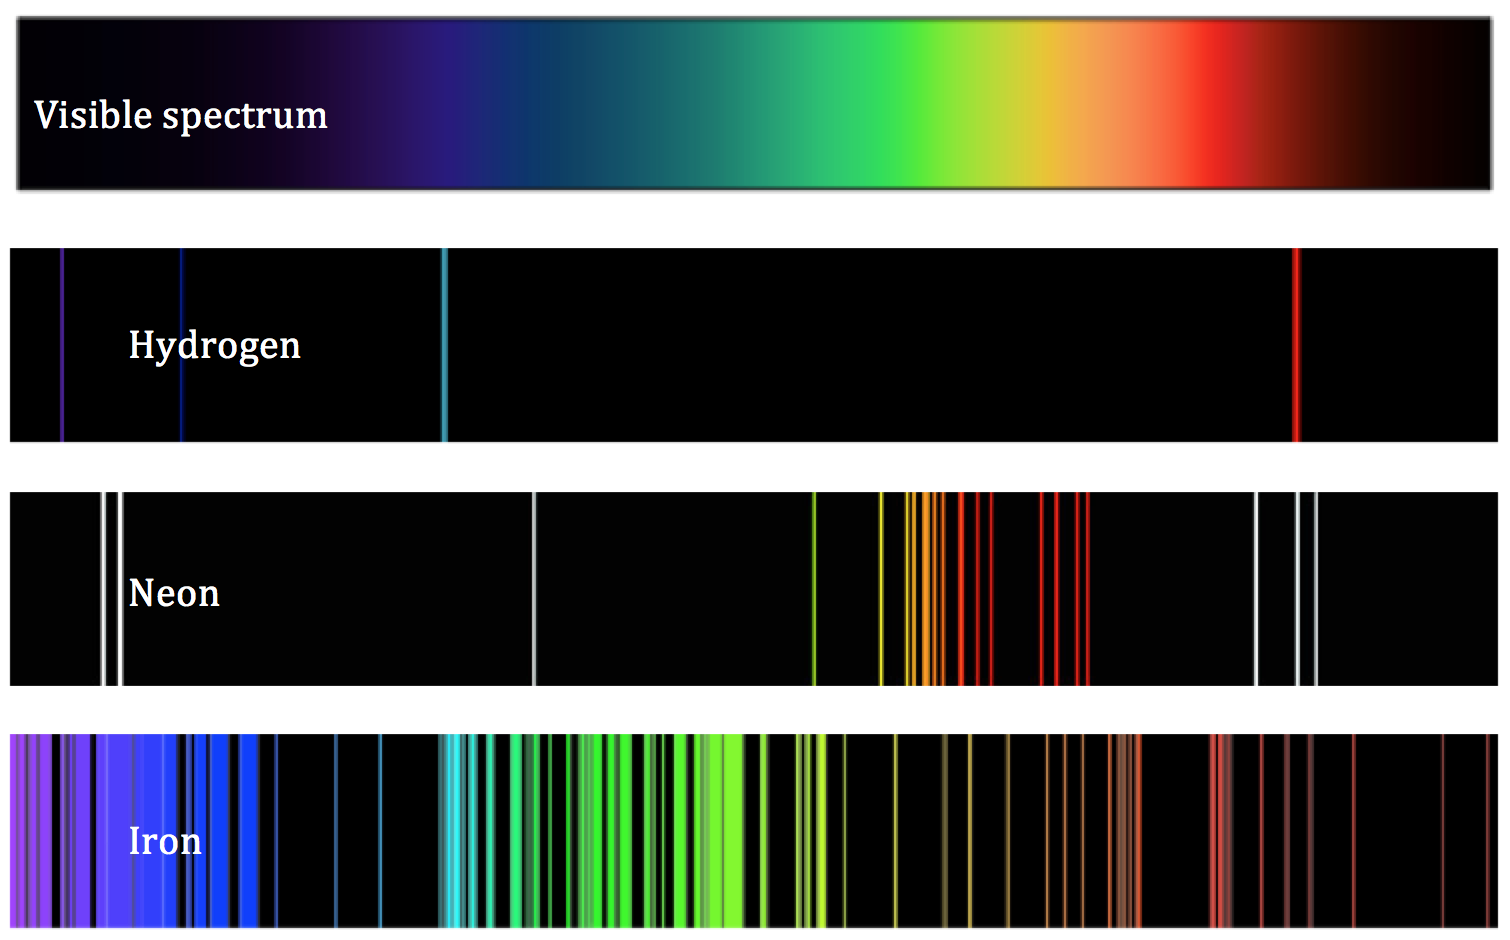 Visible spectrum
Hydrogen
Neon
Iron